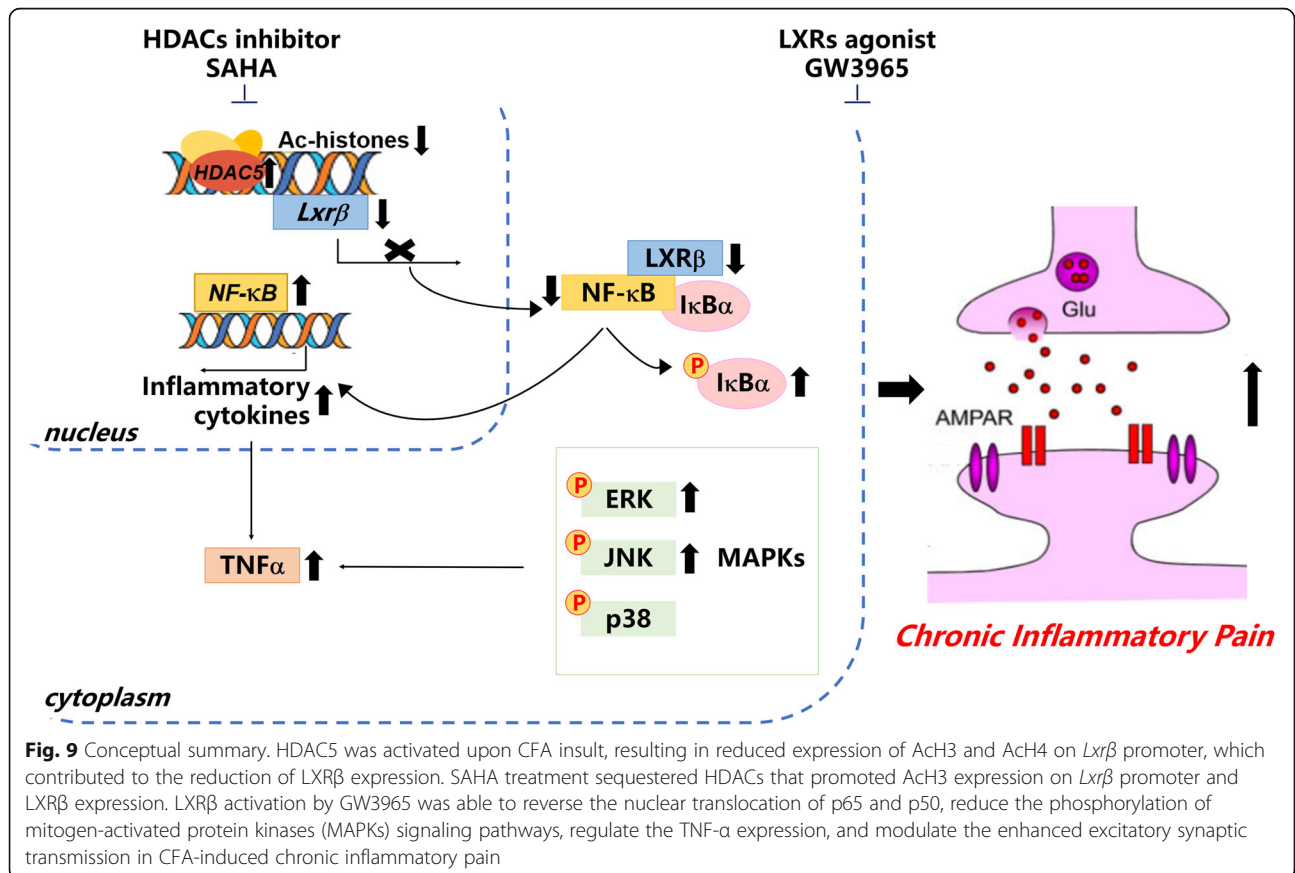 HDACs inhibitor
SAHA
LXRs agonist
GW3965
Ac-histones
HDAC5
Lxrβ
LXRβ
NF-κB
NF-κB
IκBα
Glu
P
IκBα
Inflammatory
cytokines
nucleus
AMPAR
P
ERK
P
JNK
MAPKs
TNFα
P
p38
Chronic Inflammatory Pain
cytoplasm
Fig. 9 Conceptual summary. HDAC5 was activated upon CFA insult, resulting in reduced expression of AcH3 and AcH4 on Lxrβ promoter, which
contributed to the reduction of LXRβ expression. SAHA treatment sequestered HDACs that promoted AcH3 expression on Lxrβ promoter and
LXRβ expression. LXRβ activation by GW3965 was able to reverse the nuclear translocation of p65 and p50, reduce the phosphorylation of
mitogen-activated protein kinases (MAPKs) signaling pathways, regulate the TNF-α expression, and modulate the enhanced excitatory synaptic
transmission in CFA-induced chronic inflammatory pain